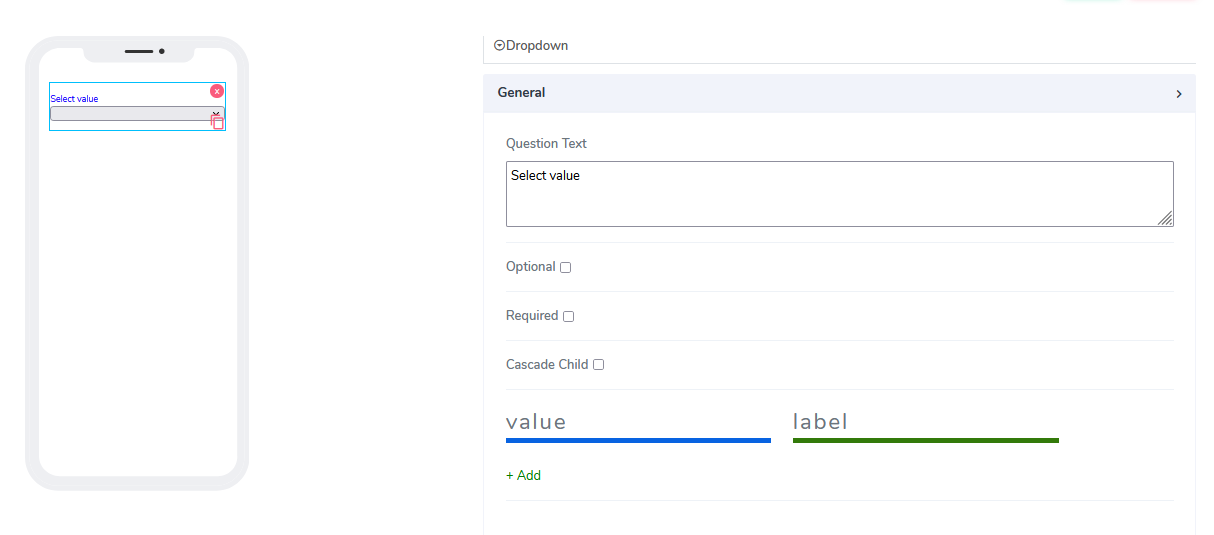 Select value
Dropdown
General
Question Text
Select value
Optional
Required
Cascade Child
value
label
+ Add